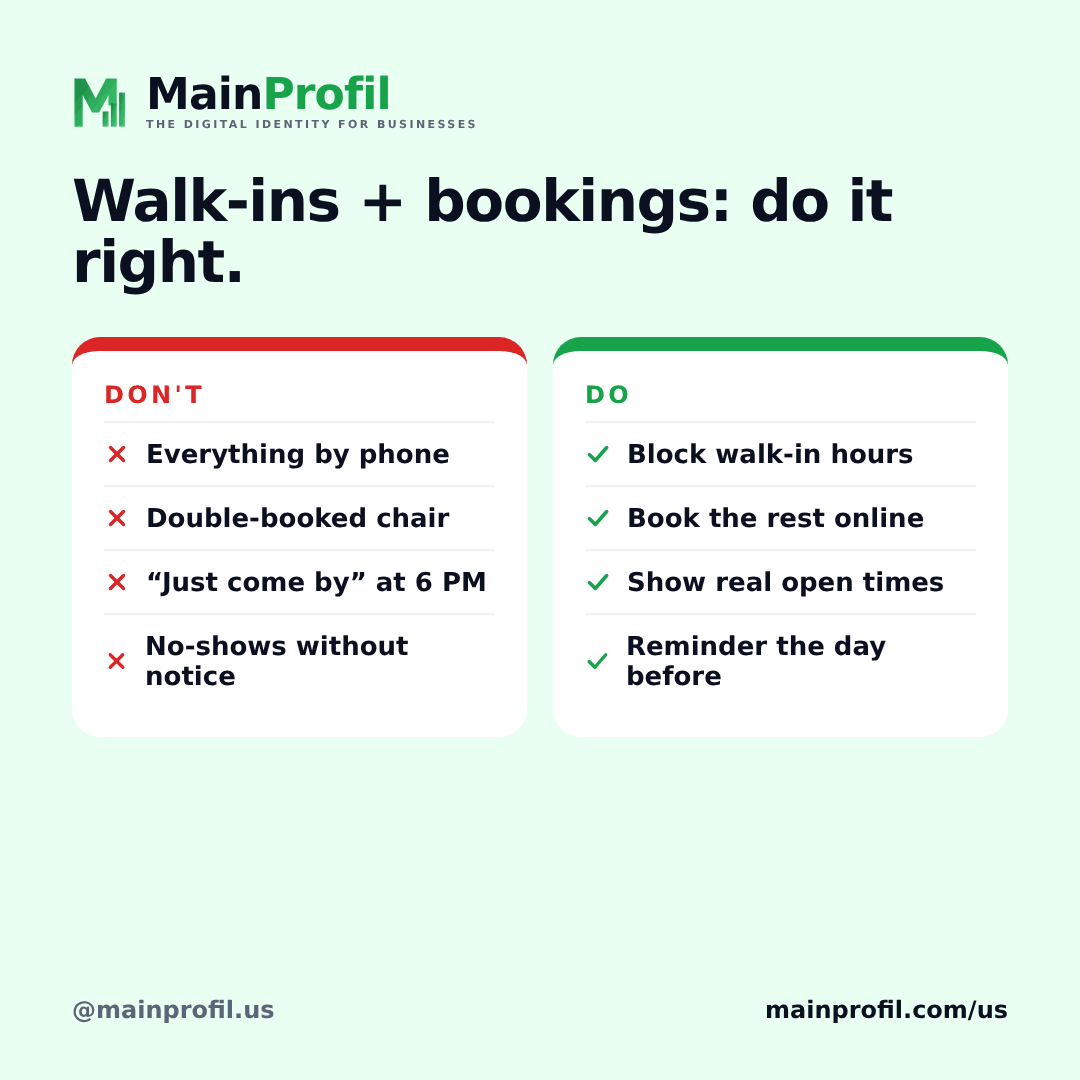 MainProfil
THE DIGITAL IDENTITY FOR BUSINESSES
Walk-ins + bookings: do it
right.
DON'T
Everything by phone
Double-booked chair
“Just come by” at 6 PM
No-shows without
notice
DO
Block walk-in hours
Book the rest online
Show real open times
Reminder the day
before
@mainprofil.us
mainprofil.com/us